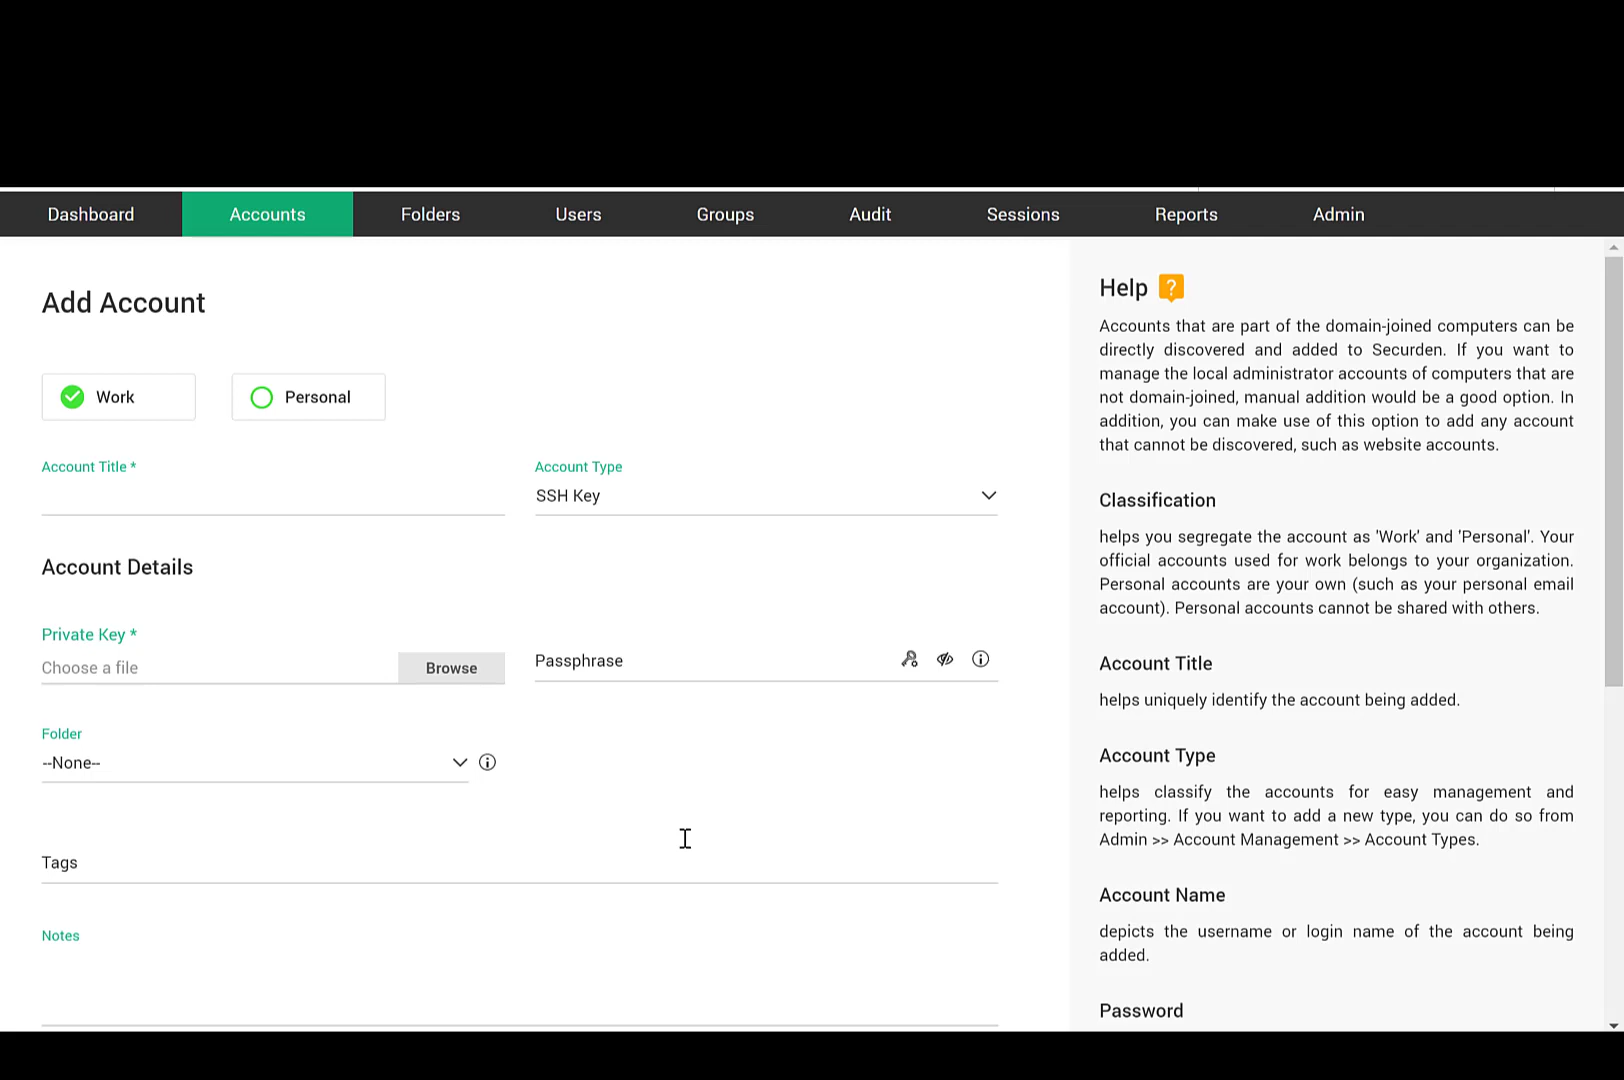 Dashboard Accounts Folders Users Groups Audit Sessions Reports Admin
Add Account
Work Personal
Account Title * Account Type
SSH Key
Account Details
Private Key *
Choose a file Browse Passphrase
Folder
--None--
Tags
Notes
Help ?
Accounts that are part of the domain-joined computers can be
directly discovered and added to Securden. If you want to
manage the local administrator accounts of computers that are
not domain-joined, manual addition would be a good option. In
addition, you can make use of this option to add any account
that cannot be discovered, such as website accounts.
Classification
helps you segregate the account as 'Work' and 'Personal'. Your
official accounts used for work belongs to your organization.
Personal accounts are your own (such as your personal email
account). Personal accounts cannot be shared with others.
Account Title
helps uniquely identify the account being added.
Account Type
helps classify the accounts for easy management and
reporting. If you want to add a new type, you can do so from
Admin >> Account Management >> Account Types.
Account Name
depicts the username or login name of the account being
added.
Password